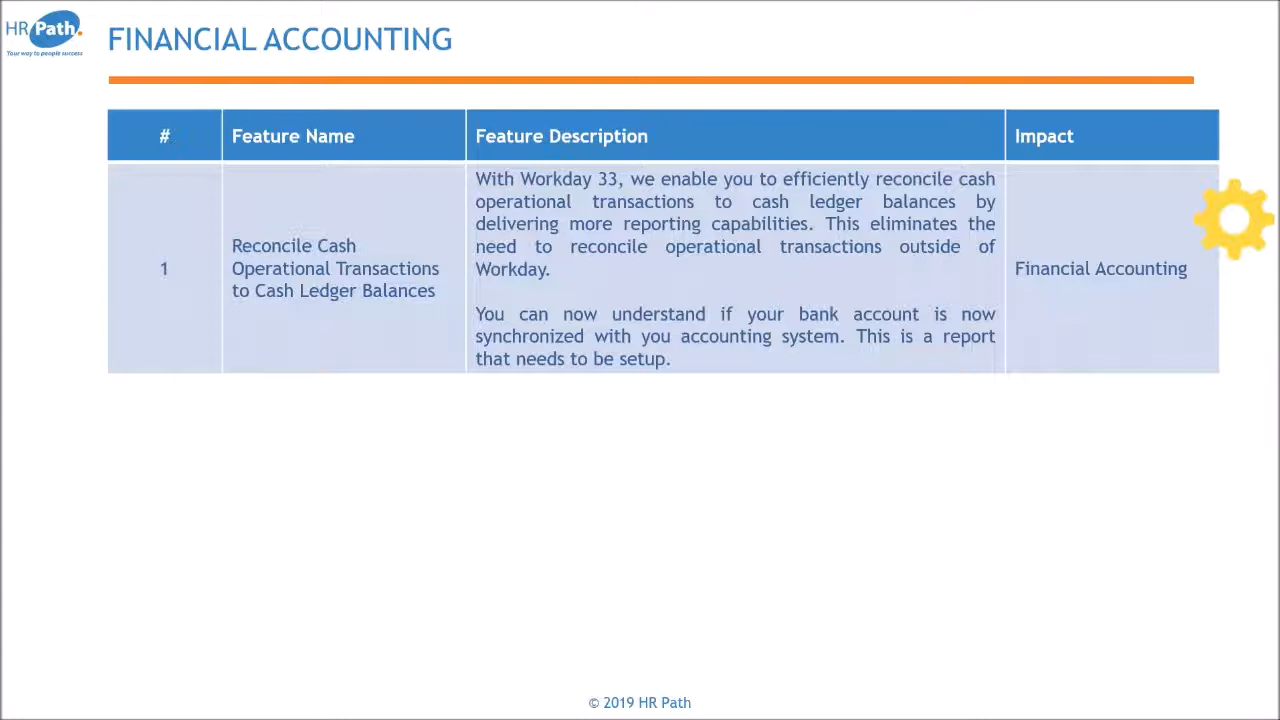 HR Path.
Your way to people success
FINANCIAL ACCOUNTING
#
Feature Name
Feature Description
Impact
1
Reconcile Cash
Operational Transactions
to Cash Ledger Balances
With Workday 33, we enable you to efficiently reconcile cash
operational transactions to cash ledger balances by
delivering more reporting capabilities. This eliminates the
need to reconcile operational transactions outside of
Workday.
You can now understand if your bank account is now
synchronized with you accounting system. This is a report
that needs to be setup.
Financial Accounting
© 2019 HR Path